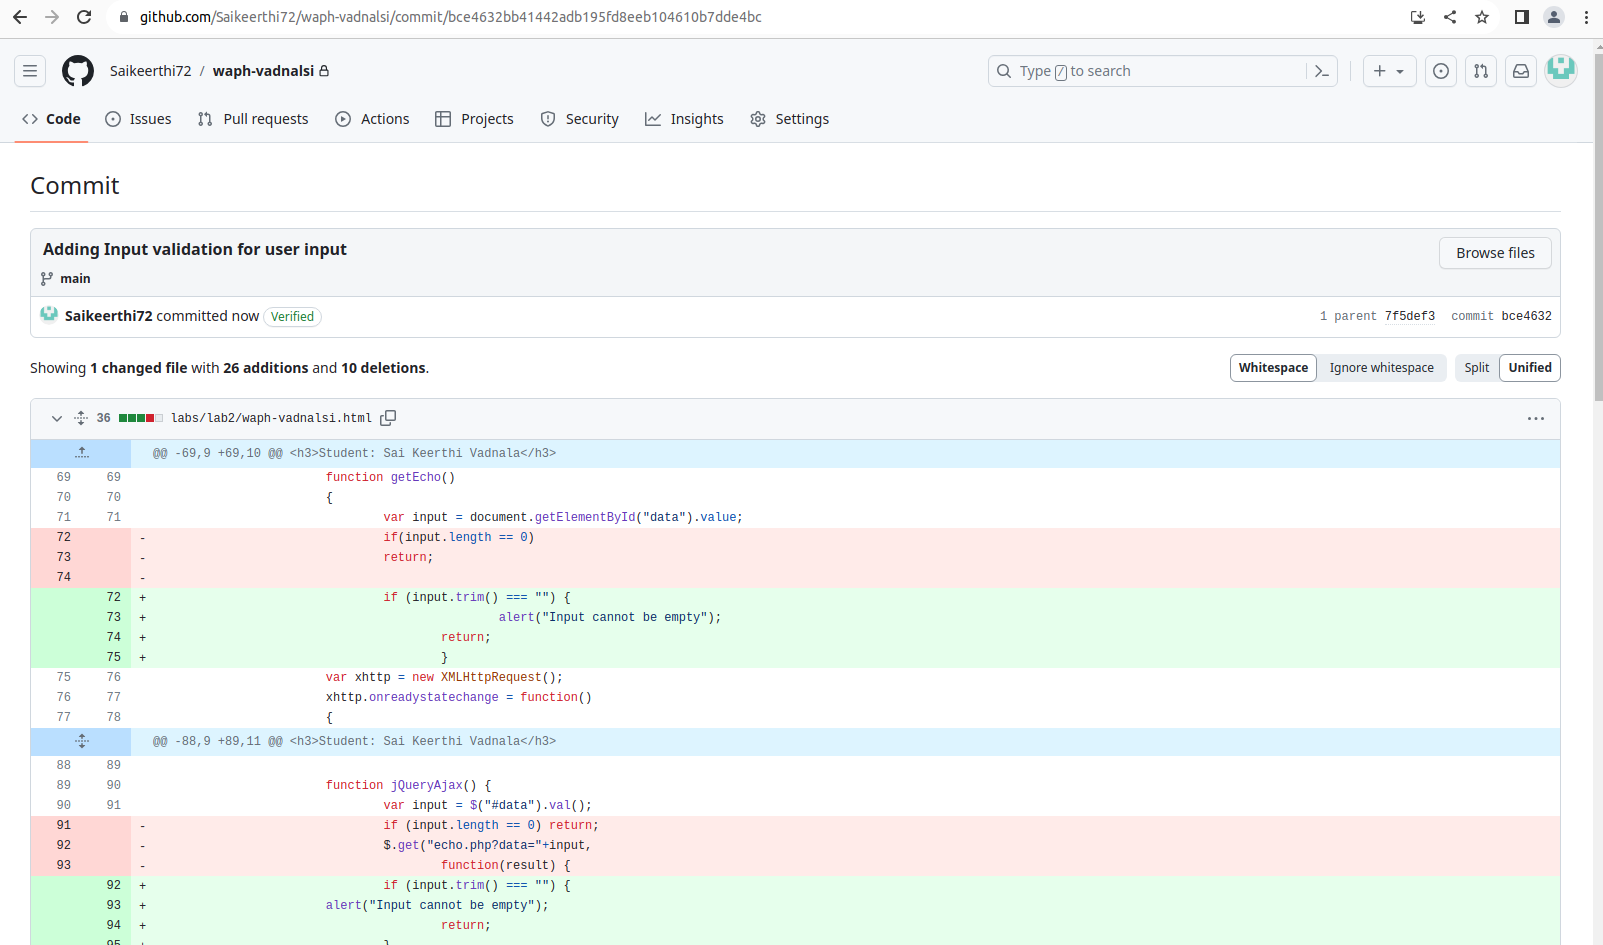 github.com/Saikeerthi72/waph-vadnalsi/commit/bce4632bb41442adb195fd8eeb104610b7dde4bc
Saikeerthi72 / waph-vadnalsi
Type / to search
Code Issues Pull requests Actions Projects Security Insights Settings
Commit
Adding Input validation for user input
Browse files
main
Saikeerthi72 committed now Verified
1 parent 7f5def3 commit bce4632
Showing 1 changed file with 26 additions and 10 deletions.
Whitespace Ignore whitespace Split Unified
36 labs/lab2/waph-vadnalsi.html
@@ -69,9 +69,10 @@ <h3>Student: Sai Keerthi Vadnala</h3>
69 69 function getEcho()
70 70 {
71 71 var input = document.getElementById("data").value;
72 - if(input.length == 0)
73 - return;
74 -
72 + if (input.trim() === "") {
73 + alert("Input cannot be empty");
74 + return;
75 + }
75 76 var xhttp = new XMLHttpRequest();
76 77 xhttp.onreadystatechange = function()
77 78 {
@@ -88,9 +89,11 @@ <h3>Student: Sai Keerthi Vadnala</h3>
88 89
89 90 function jQueryAjax() {
90 91 var input = $("#data").val();
91 - if (input.length == 0) return;
92 - $.get("echo.php?data="+input,
93 - function(result) {
92 + if (input.trim() === "") {
93 + alert("Input cannot be empty");
94 + return;
95 + }